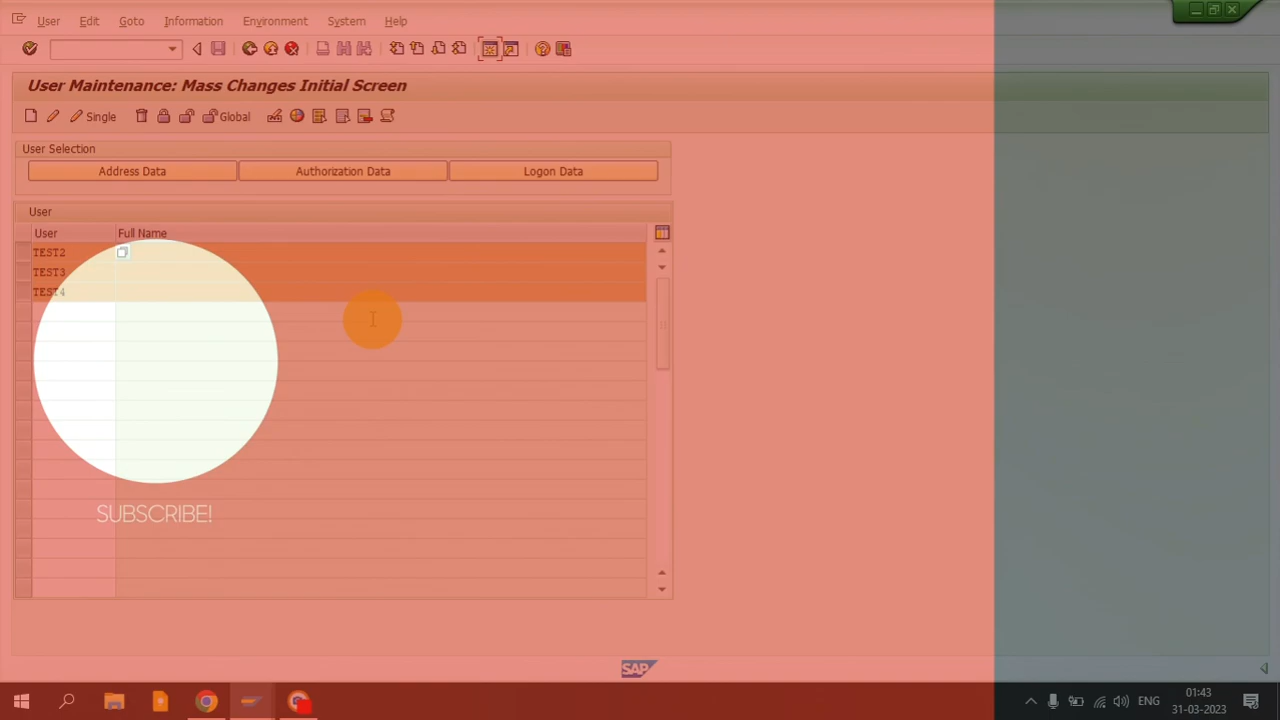 User Edit Goto Information Environment System Help
User Maintenance: Mass Changes Initial Screen
Single Global
User Selection
Address Data Authorization Data Logon Data
User
User Full Name
TEST2
TEST3
TEST4
SUBSCRIBE!
SAP
ENG
01:43
31-03-2023